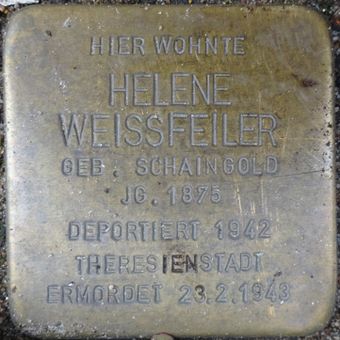 HIER WOHNTE
HELENE
WEISSFEILER
GEB. SCHAINGOLD
JG. 1875
DEPORTIERT 1942
THERESIENSTADT
ERMORDET 23.2.1943